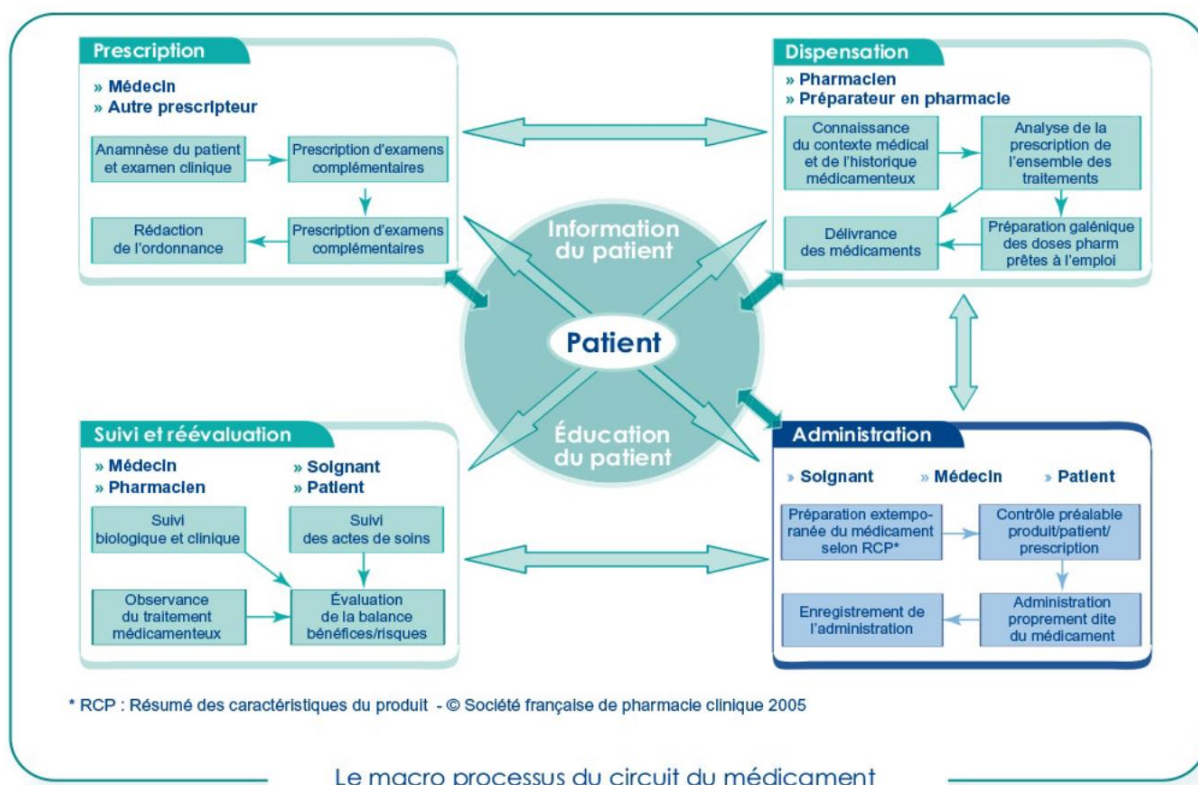 Prescription
» Médecin
» Autre prescripteur
Anamnèse du patient
et examen clinique
Prescription d'examens
complémentaires
Rédaction
de l'ordonnance
Prescription d'examens
complémentaires
Dispensation
» Pharmacien
» Préparateur en pharmacie
Connaissance
du contexte médical
et de l'historique
médicamenteux
Analyse de la
prescription de
l'ensemble des
traitements
Délivrance
des médicaments
Préparation galénique
des doses pharm
prêtes à l'emploi
Information
du patient
Patient
Éducation
du patient
Suivi et réévaluation
» Médecin
» Pharmacien
» Soignant
» Patient
Suivi
biologique et clinique
Suivi
des actes de soins
Observance
du traitement
médicamenteux
Évaluation
de la balance
bénéfices/risques
Administration
» Soignant » Médecin » Patient
Préparation extempo-
ranée du médicament
selon RCP*
Contrôle préalable
produit/patient/
prescription
Enregistrement de
l'administration
Administration
proprement dite
du médicament
* RCP : Résumé des caractéristiques du produit - © Société française de pharmacie clinique 2005
Le macro processus du circuit du médicament